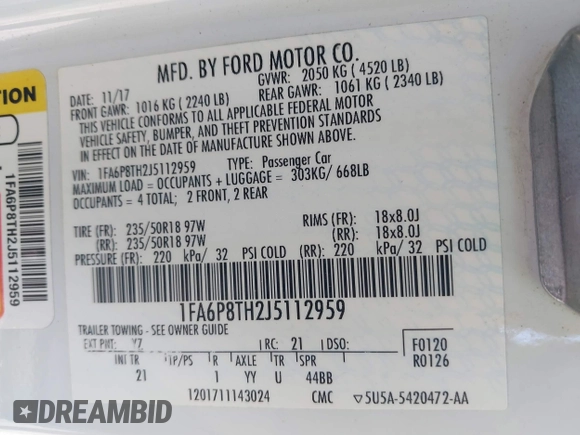 MFD. BY FORD MOTOR CO.
DATE: 11/17 GVWR: 2050 KG ( 4520 LB)
FRONT GAWR: 1016 KG ( 2240 LB) REAR GAWR: 1061 KG ( 2340 LB)
THIS VEHICLE CONFORMS TO ALL APPLICABLE FEDERAL MOTOR
VEHICLE SAFETY, BUMPER, AND THEFT PREVENTION STANDARDS
IN EFFECT ON THE DATE OF MANUFACTURE SHOWN ABOVE.
VIN: 1FA6P8TH2J5112959 TYPE: Passenger Car
MAXIMUM LOAD = OCCUPANTS + LUGGAGE = 303KG/ 668LB
OCCUPANTS = 4 TOTAL; 2 FRONT, 2 REAR
TIRE (FR): 235/50R18 97W RIMS (FR): 18x8.0J
(RR): 235/50R18 97W (RR): 18x8.0J
PRESSURE (FR): 220 kPa/ 32 PSI COLD (RR): 220 kPa/ 32 PSI COLD
1FA6P8TH2J5112959
TRAILER TOWING - SEE OWNER GUIDE
EXT PNT: YZ RC: 21 DSO: F0120
INT TR TP/PS R AXLE TR SPR R0126
21 1 YY U 44BB
1201711143024 CMC 5U5A-5420472-AA
1FA6P8TH2J5112959
DREAMBID